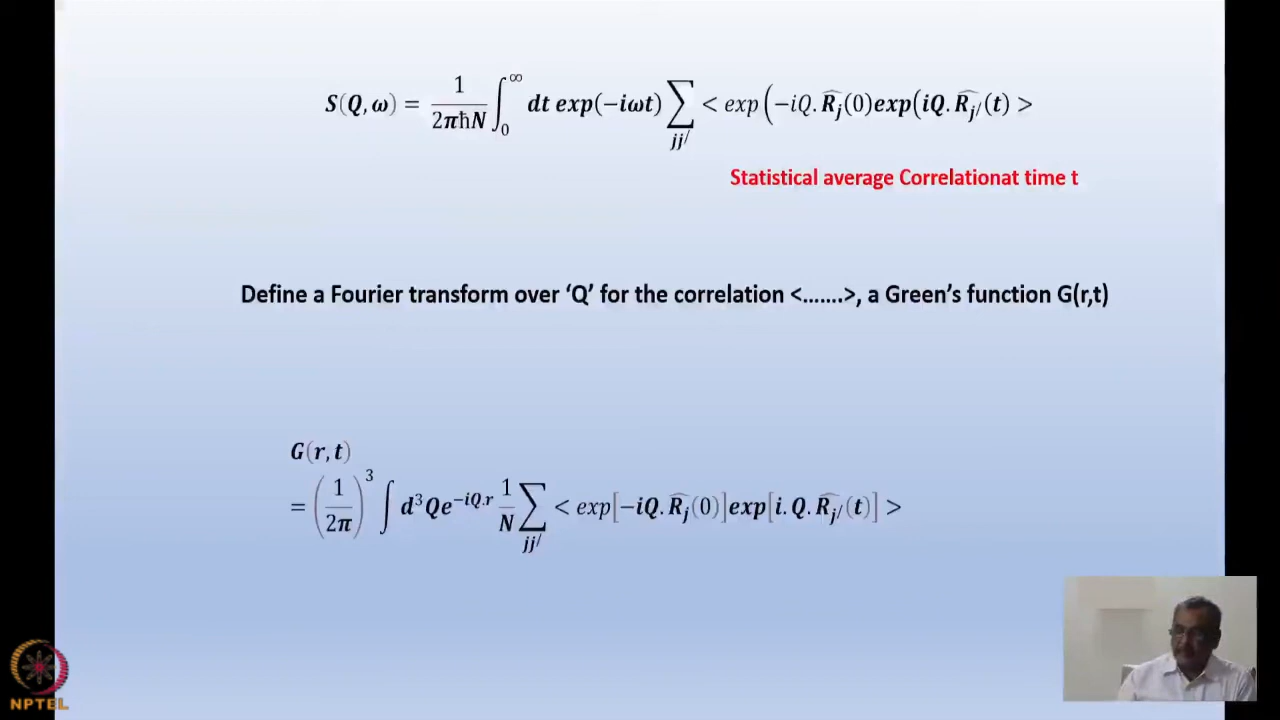 S(Q, ω) = 1/2πħN ∫₀^∞ dt exp(−iωt) ∑_{jj/} < exp (−iQ. R̂_j(0)exp(iQ. R̂_{j/}(t) >
Statistical average Correlationat time t
Define a Fourier transform over ‘Q’ for the correlation <…….>, a Green’s function G(r,t)
G(r, t)
= (1/2π)³ ∫ d³Qe^{−iQ.r} 1/N ∑_{jj/} < exp[−iQ. R̂_j(0)]exp[i. Q. R̂_{j/}(t)] >
NPTEL